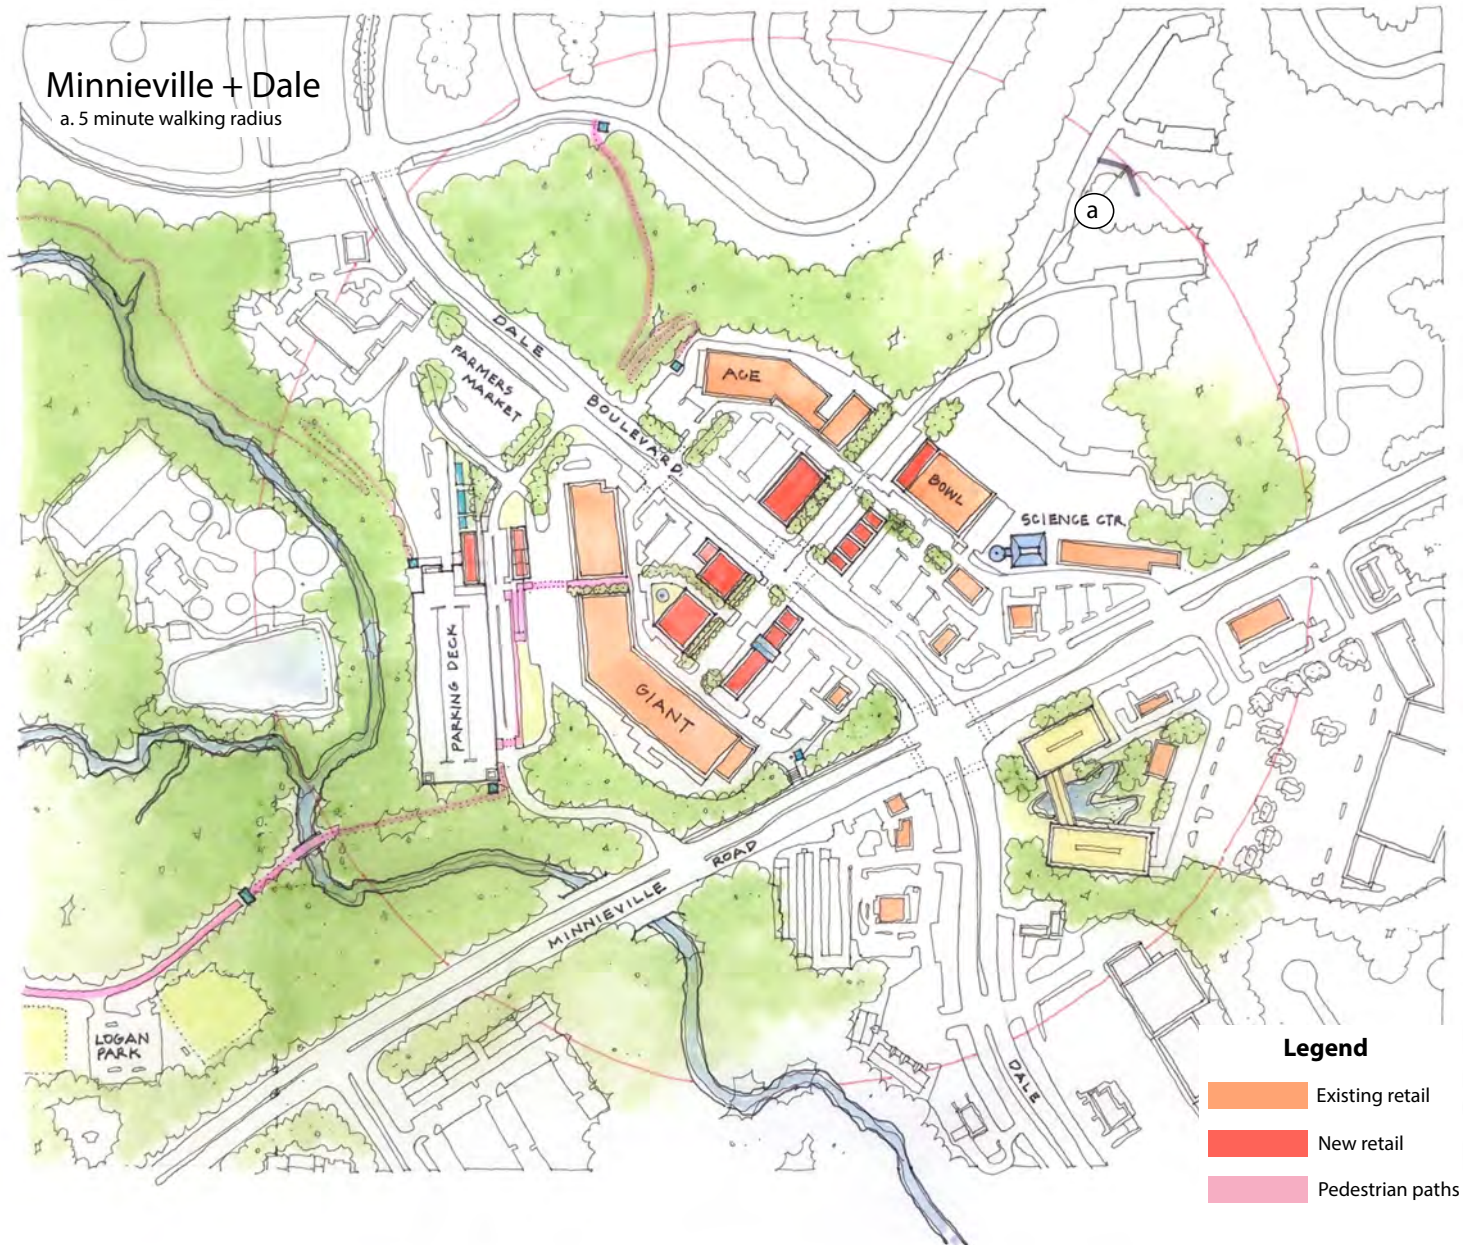 Minnieville + Dale
a. 5 minute walking radius
a
DALE
BOULEVARD
FARMERS
MARKET
ACE
BOWL
SCIENCE CTR.
PARKING DECK
GIANT
MINNIEVILLE ROAD
LOGAN
PARK
DALE
Legend
Existing retail
New retail
Pedestrian paths